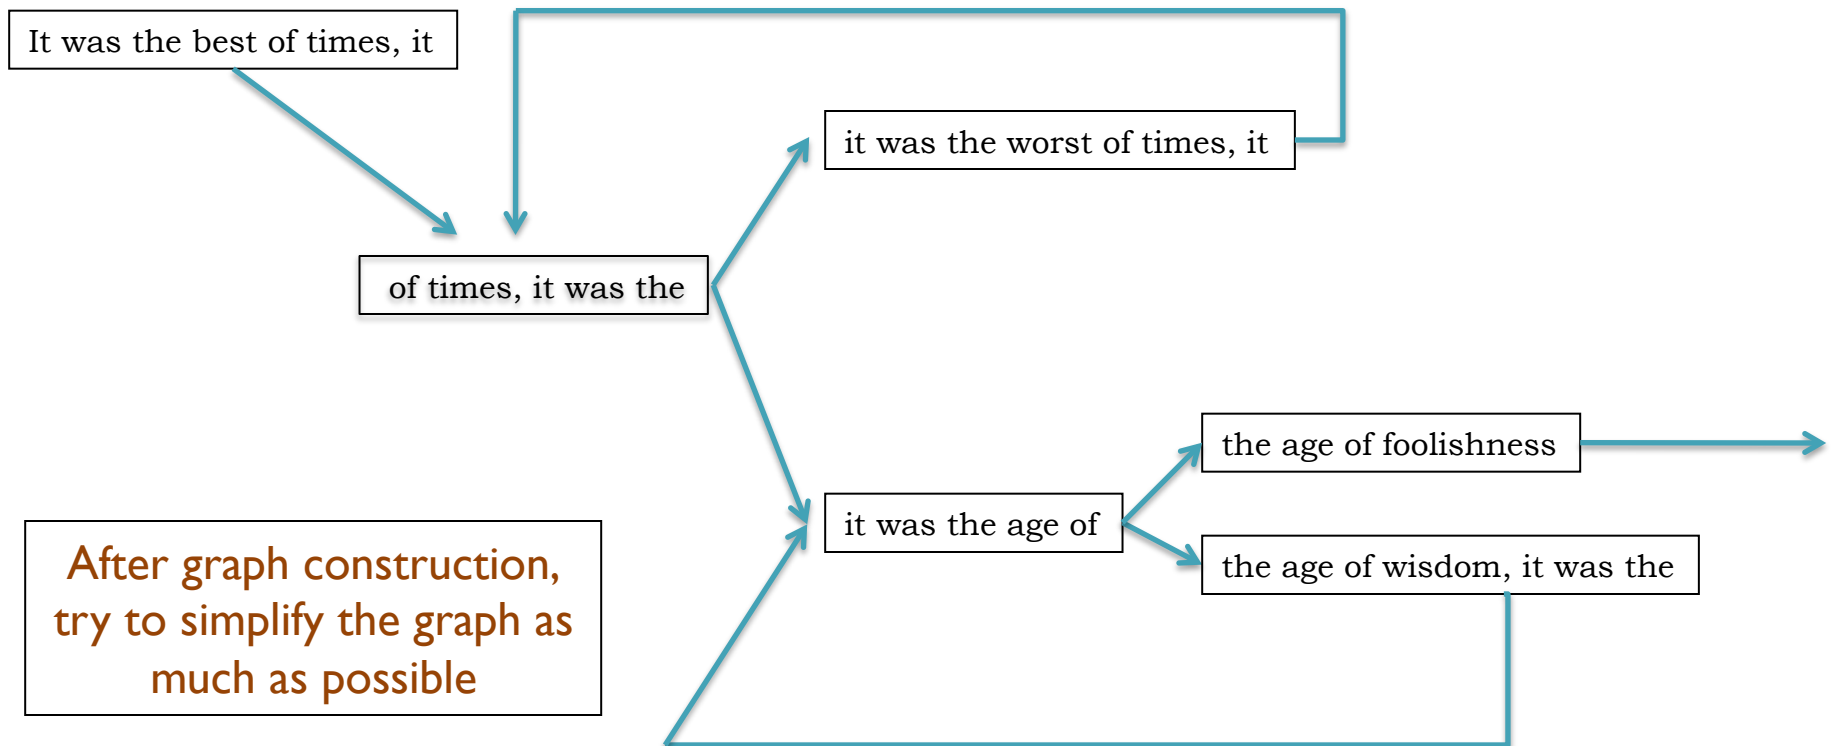 It was the best of times, it
it was the worst of times, it
of times, it was the
the age of foolishness
it was the age of
the age of wisdom, it was the
After graph construction,
try to simplify the graph as
much as possible